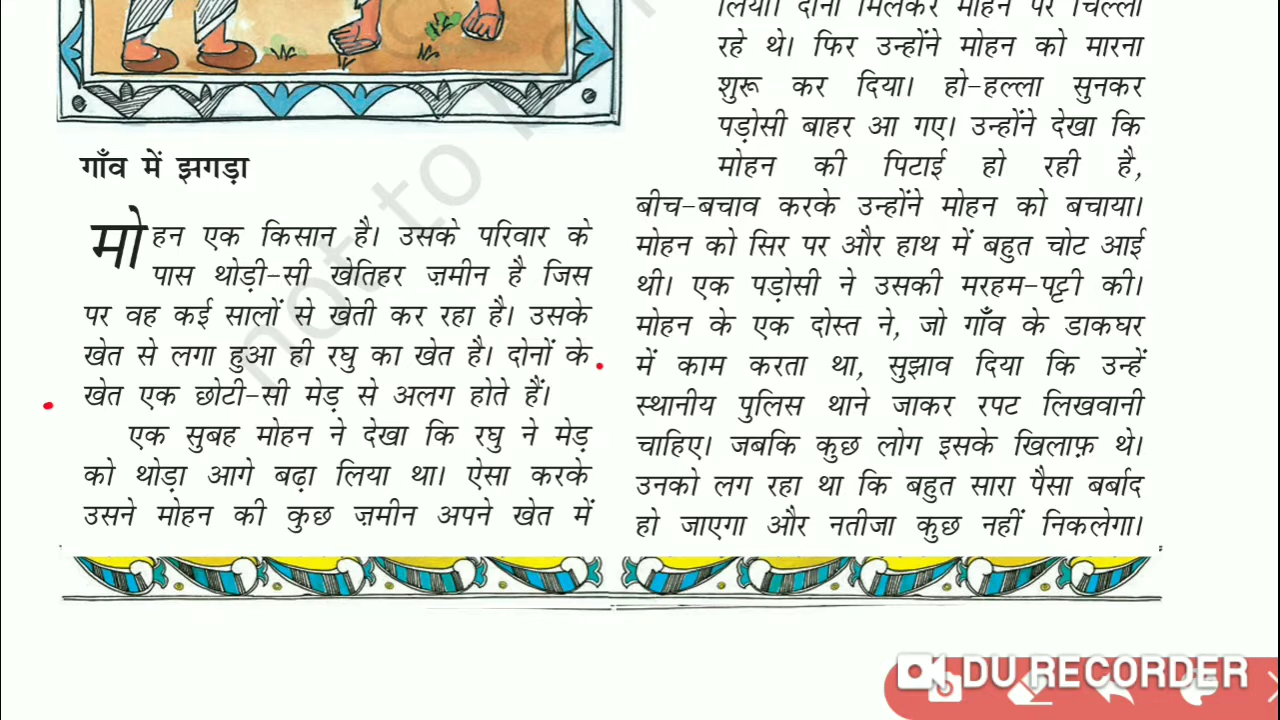 गाँव में झगड़ा
मोहन एक किसान है। उसके परिवार के
पास थोड़ी-सी खेतिहर ज़मीन है जिस
पर वह कई सालों से खेती कर रहा है। उसके
खेत से लगा हुआ ही रघु का खेत है। दोनों के
खेत एक छोटी-सी मेड़ से अलग होते हैं।
एक सुबह मोहन ने देखा कि रघु ने मेड़
को थोड़ा आगे बढ़ा लिया था। ऐसा करके
उसने मोहन की कुछ ज़मीन अपने खेत में
लिया। दोनों मिलकर मोहन पर चिल्ला
रहे थे। फिर उन्होंने मोहन को मारना
शुरू कर दिया। हो-हल्ला सुनकर
पड़ोसी बाहर आ गए। उन्होंने देखा कि
मोहन की पिटाई हो रही है,
बीच-बचाव करके उन्होंने मोहन को बचाया।
मोहन को सिर पर और हाथ में बहुत चोट आई
थी। एक पड़ोसी ने उसकी मरहम-पट्टी की।
मोहन के एक दोस्त ने, जो गाँव के डाकघर
में काम करता था, सुझाव दिया कि उन्हें
स्थानीय पुलिस थाने जाकर रपट लिखवानी
चाहिए। जबकि कुछ लोग इसके खिलाफ़ थे।
उनको लग रहा था कि बहुत सारा पैसा बर्बाद
हो जाएगा और नतीजा कुछ नहीं निकलेगा।
not to b
DU RECORDER